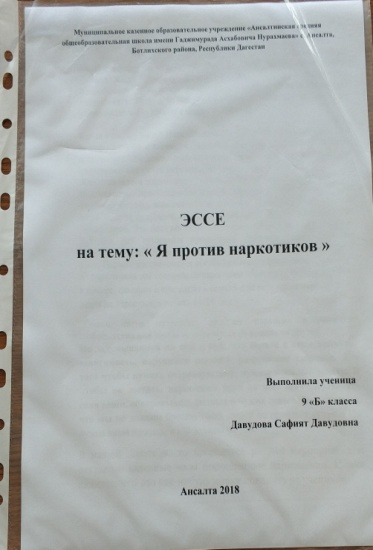 Муниципальное казенное образовательное учреждение «Ансалтинская средняя
общеобразовательная школа имени Гаджимурада Асхабовича Нурахмаева» с. Ансалта,
Ботлихского района, Республики Дагестан
ЭССЕ
на тему: « Я против наркотиков »
Выполнила ученица
9 «Б» класса
Давудова Сафият Давудовна
Ансалта 2018